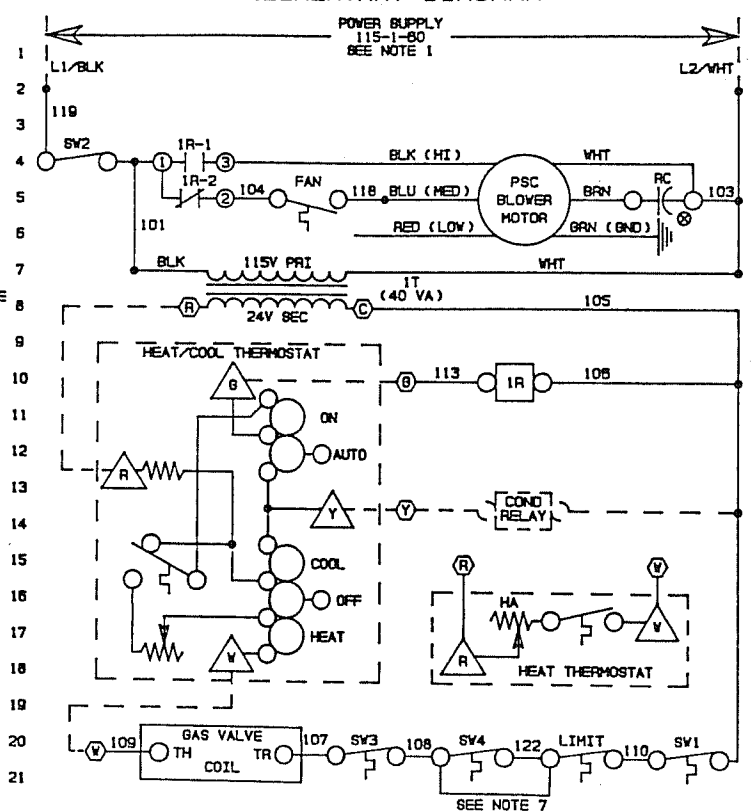 POWER SUPPLY
115-1-60
SEE NOTE 1
1
L1/BLK
L2/WHT
2
119
3
SW2
1R-1
BLK (HI)
WHT
RC
4
1
3
1R-2
FAN
PSC
BLOWER
MOTOR
5
2
104
118
BLU (MED)
BRN
103
101
6
RED (LOW)
GRN (GND)
BLK
115V PRI
1T
WHT
7
(40 VA)
8
R
24V SEC
C
105
9
HEAT/COOL THERMOSTAT
10
G
G
113
1R
106
11
ON
12
AUTO
R
13
COND
RELAY
Y
Y
14
15
COOL
R
W
16
OFF
HA
17
HEAT
W
R
W
HEAT THERMOSTAT
18
19
20
W
109
GAS VALVE
TH
TR
COIL
107
SW3
108
SW4
122
LIMIT
110
SW1
21
SEE NOTE 7